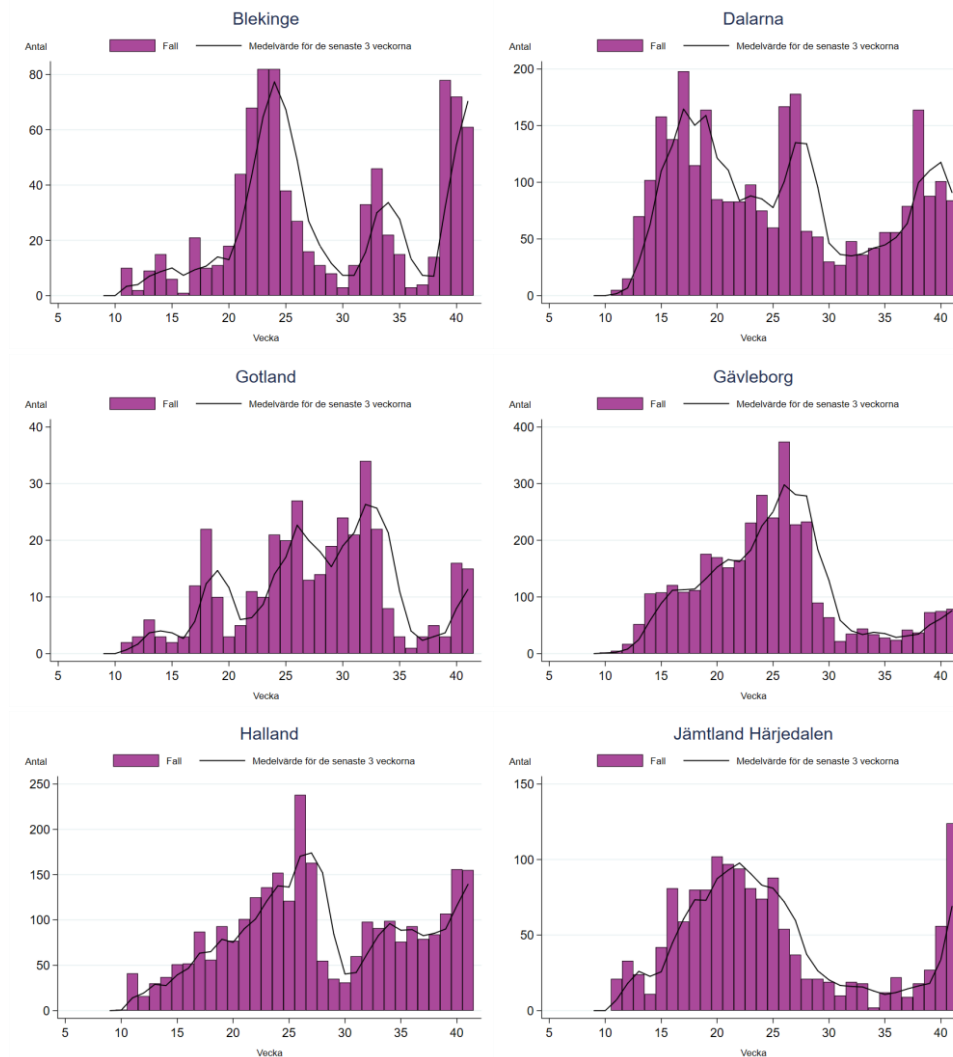 Blekinge
Antal
Fall
Medelvärde för de senaste 3 veckorna
80
60
40
20
0
5 10 15 20 25 30 35 40
Vecka
Dalarna
Antal
Fall
Medelvärde för de senaste 3 veckorna
200
150
100
50
0
5 10 15 20 25 30 35 40
Vecka
Gotland
Antal
Fall
Medelvärde för de senaste 3 veckorna
40
30
20
10
0
5 10 15 20 25 30 35 40
Vecka
Gävleborg
Antal
Fall
Medelvärde för de senaste 3 veckorna
400
300
200
100
0
5 10 15 20 25 30 35 40
Vecka
Halland
Antal
Fall
Medelvärde för de senaste 3 veckorna
250
200
150
100
50
0
5 10 15 20 25 30 35 40
Vecka
Jämtland Härjedalen
Antal
Fall
Medelvärde för de senaste 3 veckorna
150
100
50
0
5 10 15 20 25 30 35 40
Vecka